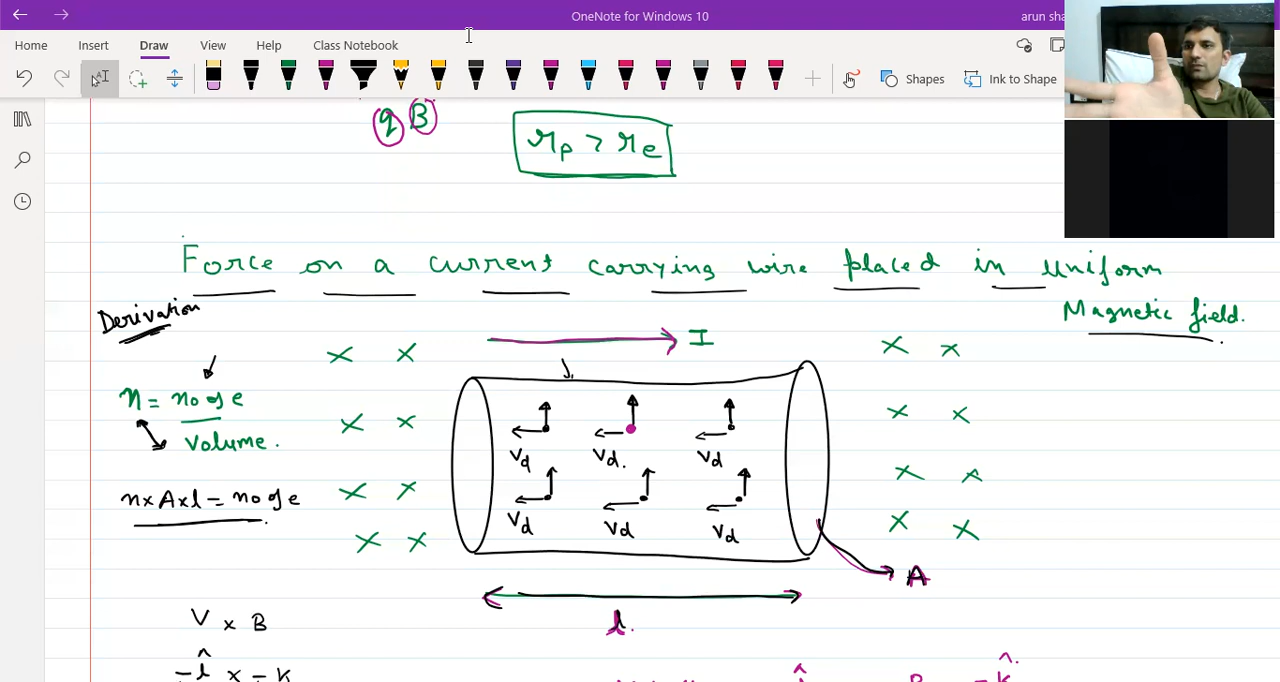 OneNote for Windows 10
arun sha
Home Insert Draw View Help Class Notebook
Shapes Ink to Shape
q B
rp > re
Force on a current carrying wire placed in uniform
Magnetic field.
Derivation
I
n = no of e
volume.
n×A×l = no of e
Vd Vd. Vd
Vd Vd Vd
A
l.
V × B